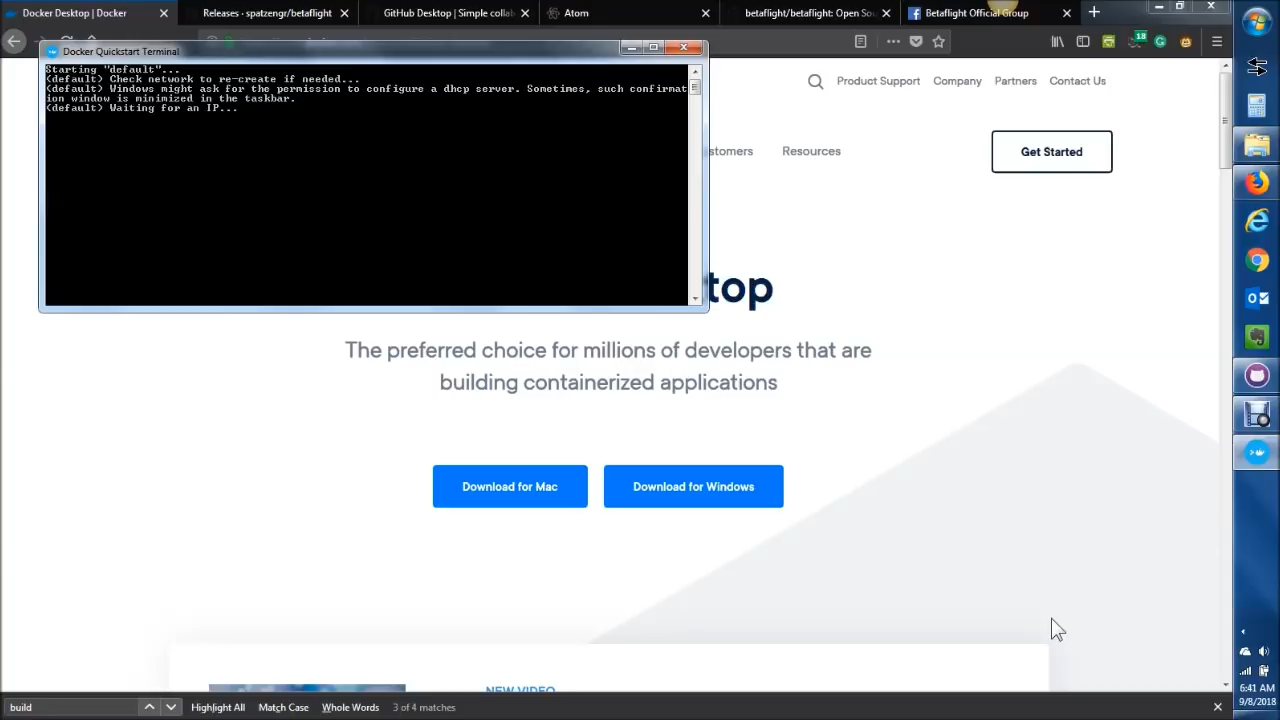 Docker Desktop | Docker
Releases · spatzengr/betaflight
GitHub Desktop | Simple collab
Atom
betaflight/betaflight: Open Sou
Betaflight Official Group
18
Docker Quickstart Terminal
Starting "default"...
(default) Check network to re-create if needed...
(default) Windows might ask for the permission to configure a dhcp server. Sometimes, such confirmat
ion window is minimized in the taskbar.
(default) Waiting for an IP...
Product Support
Company
Partners
Contact Us
stomers
Resources
Get Started
top
The preferred choice for millions of developers that are
building containerized applications
Download for Mac
Download for Windows
NEW VIDEO
build
Highlight All
Match Case
Whole Words
3 of 4 matches
6:41 AM
9/8/2018